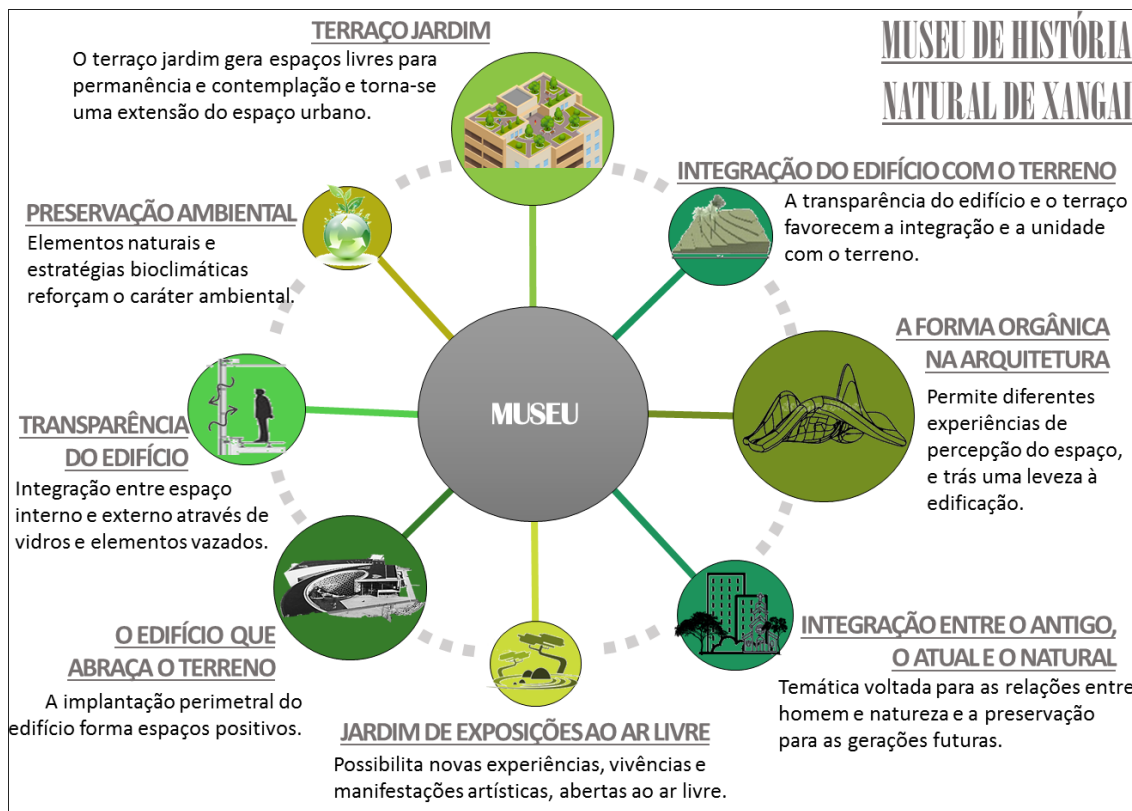 MUSEU DE HISTÓRIA
NATURAL DE XANGAI
TERRAÇO JARDIM
O terraço jardim gera espaços livres para
permanência e contemplação e torna-se
uma extensão do espaço urbano.
INTEGRAÇÃO DO EDIFÍCIO COM O TERRENO
A transparência do edifício e o terraço
favorecem a integração e a unidade
com o terreno.
PRESERVAÇÃO AMBIENTAL
Elementos naturais e
estratégias bioclimáticas
reforçam o caráter ambiental.
A FORMA ORGÂNICA
NA ARQUITETURA
Permite diferentes
experiências de
percepção do espaço,
e trás uma leveza à
edificação.
MUSEU
TRANSPARÊNCIA
DO EDIFÍCIO
Integração entre espaço
interno e externo através de
vidros e elementos vazados.
O EDIFÍCIO QUE
ABRAÇA O TERRENO
A implantação perimetral do
edifício forma espaços positivos.
INTEGRAÇÃO ENTRE O ANTIGO,
O ATUAL E O NATURAL
Temática voltada para as relações entre
homem e natureza e a preservação
para as gerações futuras.
JARDIM DE EXPOSIÇÕES AO AR LIVRE
Possibilita novas experiências, vivências e
manifestações artísticas, abertas ao ar livre.